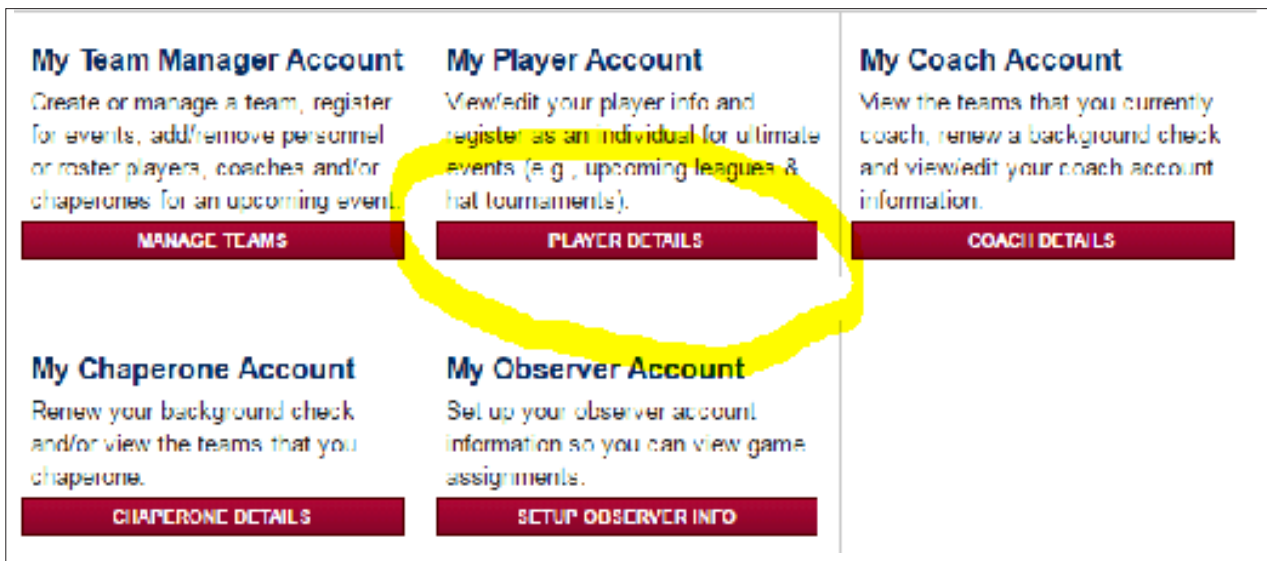 My Team Manager Account
Create or manage a team, register
for events, add/remove personnel
or roster players, coaches and/or
chaperones for an upcoming event.
MANAGE TEAMS
My Player Account
View/edit your player info and
register as an individual for ultimate
events (e.g., upcoming leagues &
hat tournaments).
PLAYER DETAILS
My Coach Account
View the teams that you currently
coach, renew a background check
and view/edit your coach account
information.
COACH DETAILS
My Chaperone Account
Renew your background check
and/or view the teams that you
chaperone.
CHAPERONE DETAILS
My Observer Account
Set up your observer account
information so you can view game
assignments.
SETUP OBSERVER INFO